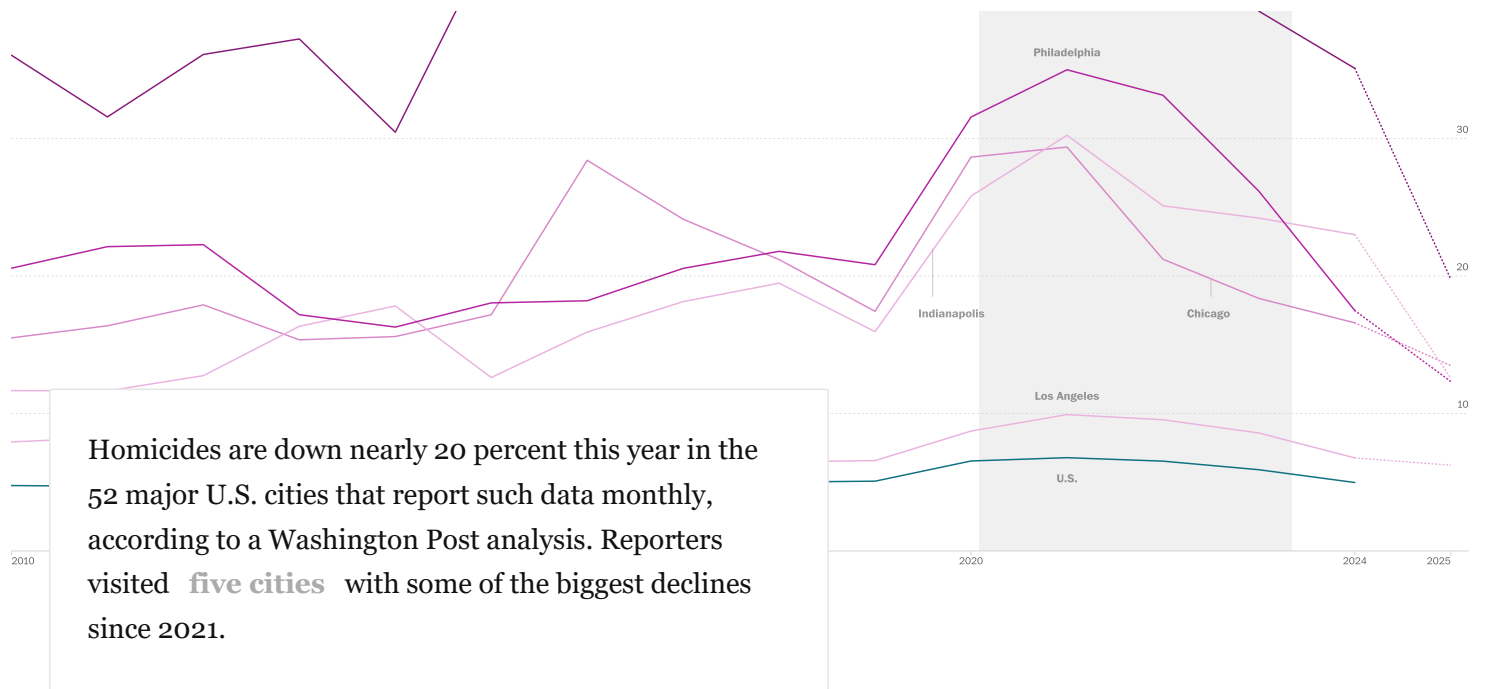 Philadelphia
30
20
Indianapolis
Chicago
Los Angeles
10
U.S.
Homicides are down nearly 20 percent this year in the
52 major U.S. cities that report such data monthly,
according to a Washington Post analysis. Reporters
visited five cities with some of the biggest declines
since 2021.
2010
2020
2024
2025